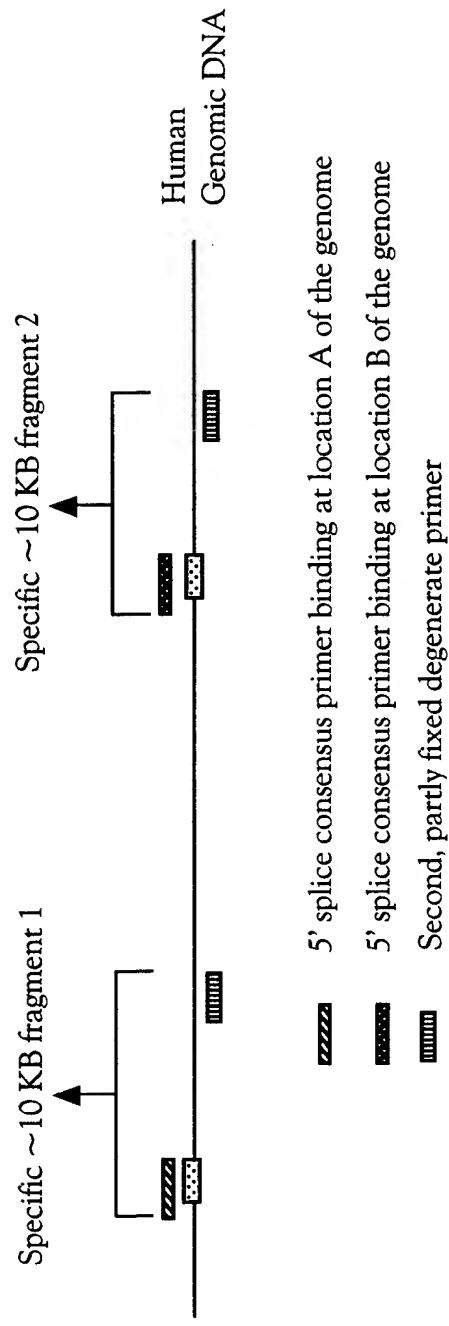 Specific ~10 KB fragment 1
Specific ~10 KB fragment 2
Human
Genomic DNA
5' splice consensus primer binding at location A of the genome
5' splice consensus primer binding at location B of the genome
Second, partly fixed degenerate primer